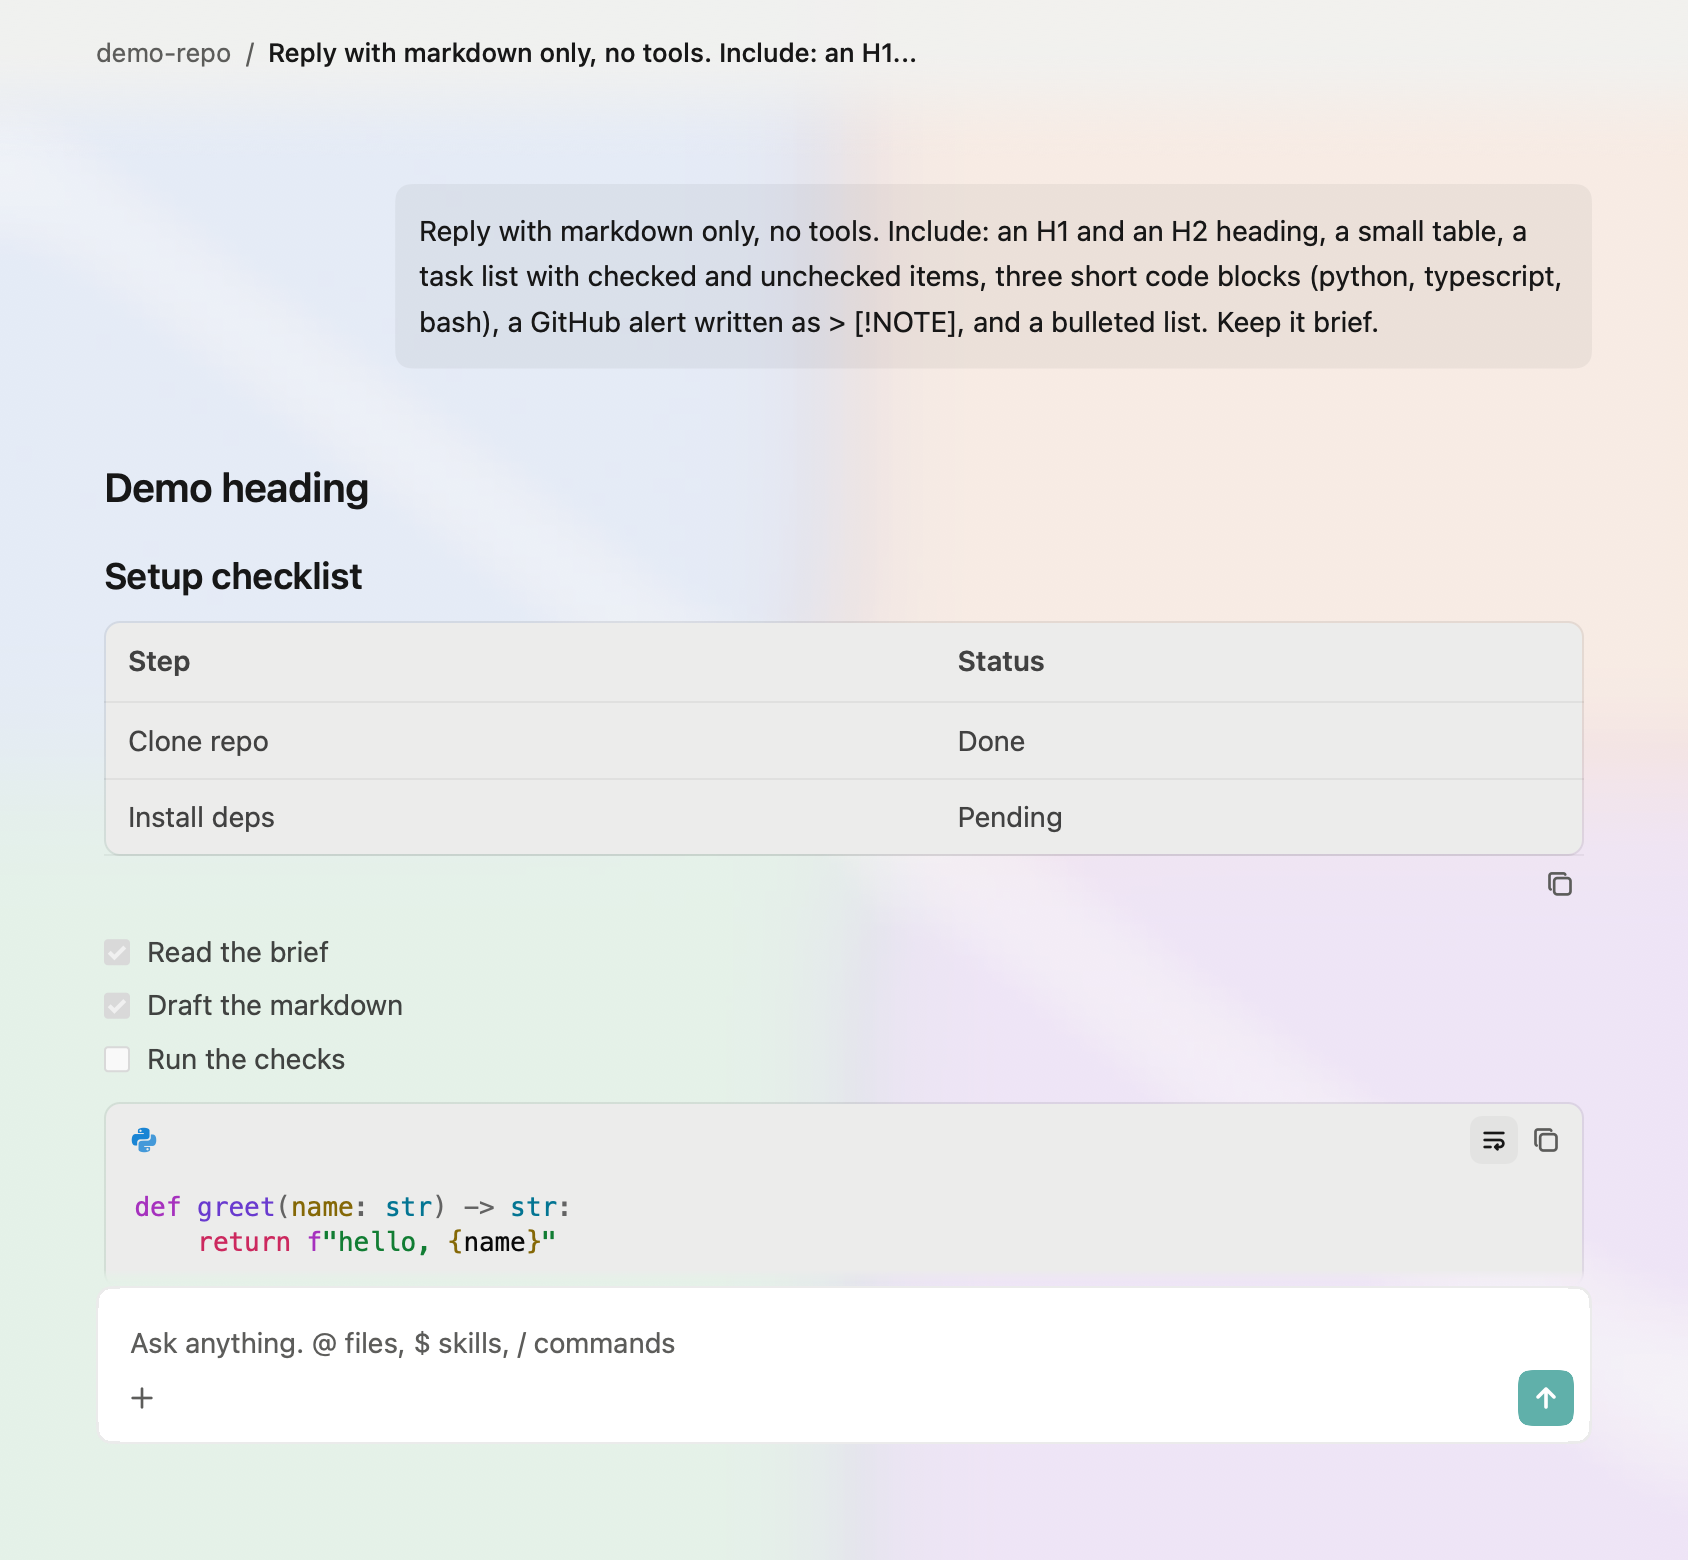 demo-repo / Reply with markdown only, no tools. Include: an H1...
Reply with markdown only, no tools. Include: an H1 and an H2 heading, a small table, a
task list with checked and unchecked items, three short code blocks (python, typescript,
bash), a GitHub alert written as > [!NOTE], and a bulleted list. Keep it brief.
Demo heading
Setup checklist
Step Status
Clone repo Done
Install deps Pending
Read the brief
Draft the markdown
Run the checks
def greet(name: str) -> str:
    return f"hello, {name}"
Ask anything. @ files, $ skills, / commands